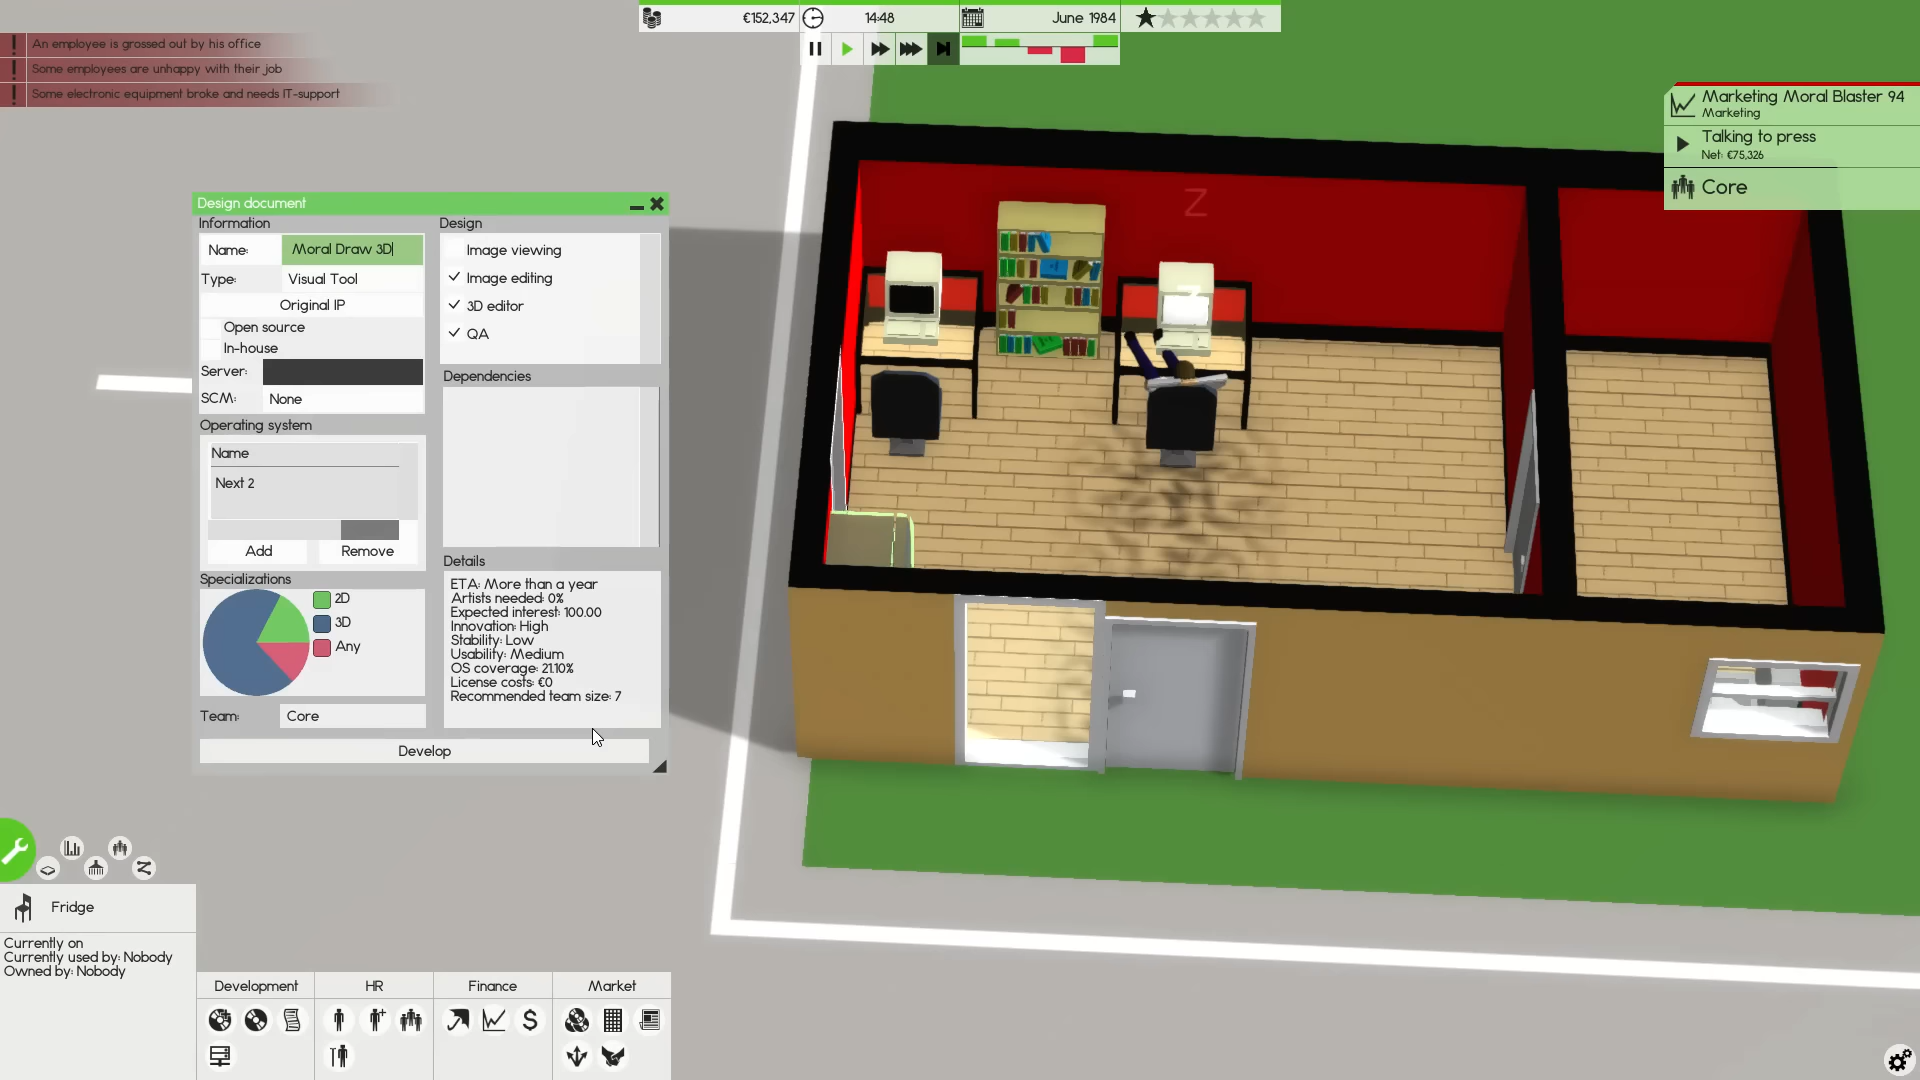 €152,347
14:48
June 1984
An employee is grossed out by his office
Some employees are unhappy with their job
Some electronic equipment broke and needs IT-support
Marketing Moral Blaster 94
Marketing
Talking to press
Net: €75,326
Core
Z
Design document
Information
Name:
Moral Draw 3D
Type:
Visual Tool
Original IP
Open source
In-house
Server:
SCM:
None
Operating system
Name
Next 2
Add
Remove
Specializations
2D
3D
Any
Team:
Core
Design
Image viewing
Image editing
3D editor
QA
Dependencies
Details
ETA: More than a year
Artists needed: 0%
Expected interest: 100.00
Innovation: High
Stability: Low
Usability: Medium
OS coverage: 21.10%
License costs: €0
Recommended team size: 7
Develop
Fridge
Currently on
Currently used by: Nobody
Owned by: Nobody
Development
HR
Finance
Market